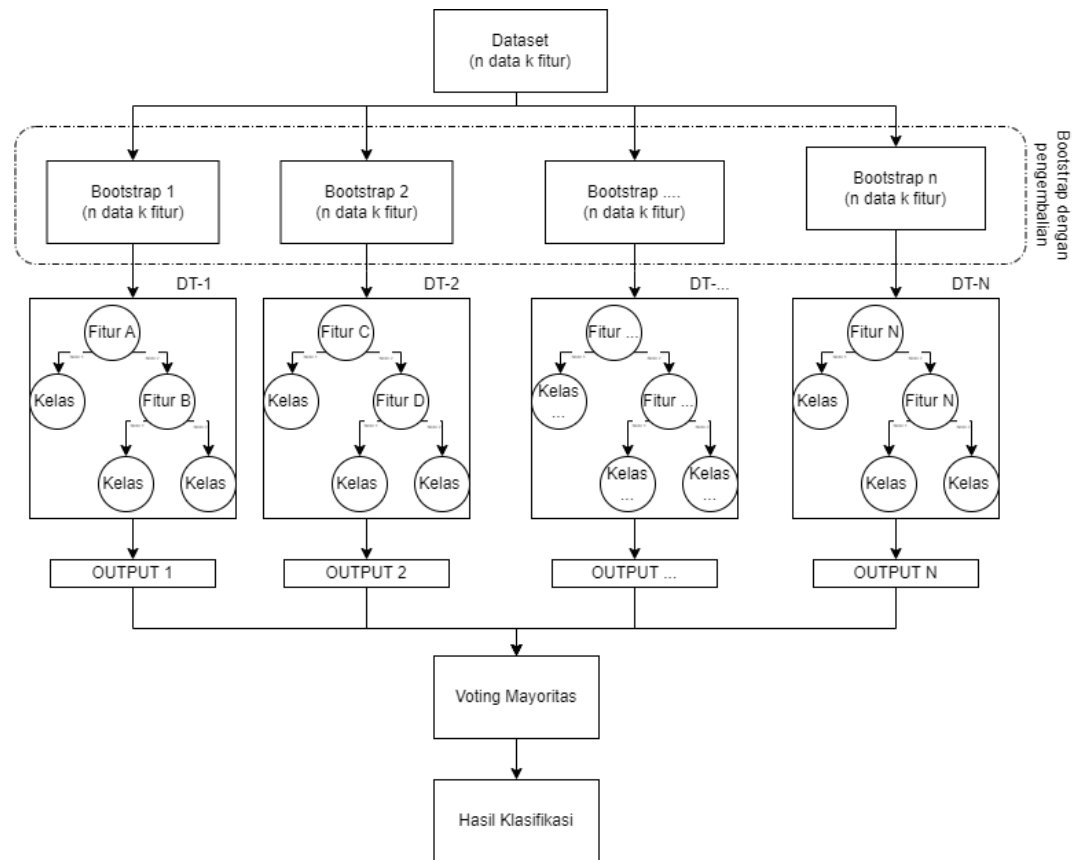 Dataset
(n data k fitur)
Bootstrap dengan
pengembalian
Bootstrap 1
(n data k fitur)
Bootstrap 2
(n data k fitur)
Bootstrap ....
(n data k fitur)
Bootstrap n
(n data k fitur)
DT-1
DT-2
DT-...
DT-N
Fitur A
Kelas
Fitur B
Kelas
Kelas
Fitur C
Kelas
Fitur D
Kelas
Kelas
Fitur ...
Kelas
...
Fitur ...
Kelas
...
Kelas
...
Fitur N
Kelas
Fitur N
Kelas
Kelas
OUTPUT 1
OUTPUT 2
OUTPUT ...
OUTPUT N
Voting Mayoritas
Hasil Klasifikasi